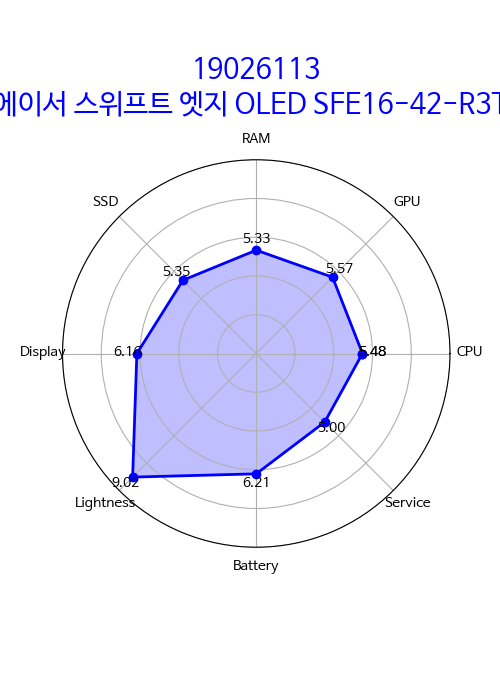 19026113
에이서 스위프트 엣지 OLED SFE16-42-R3T
RAM
SSD
GPU
5.33
5.35
5.57
Display
6.16
5.48
CPU
5.00
9.02
6.21
Lightness
Service
Battery